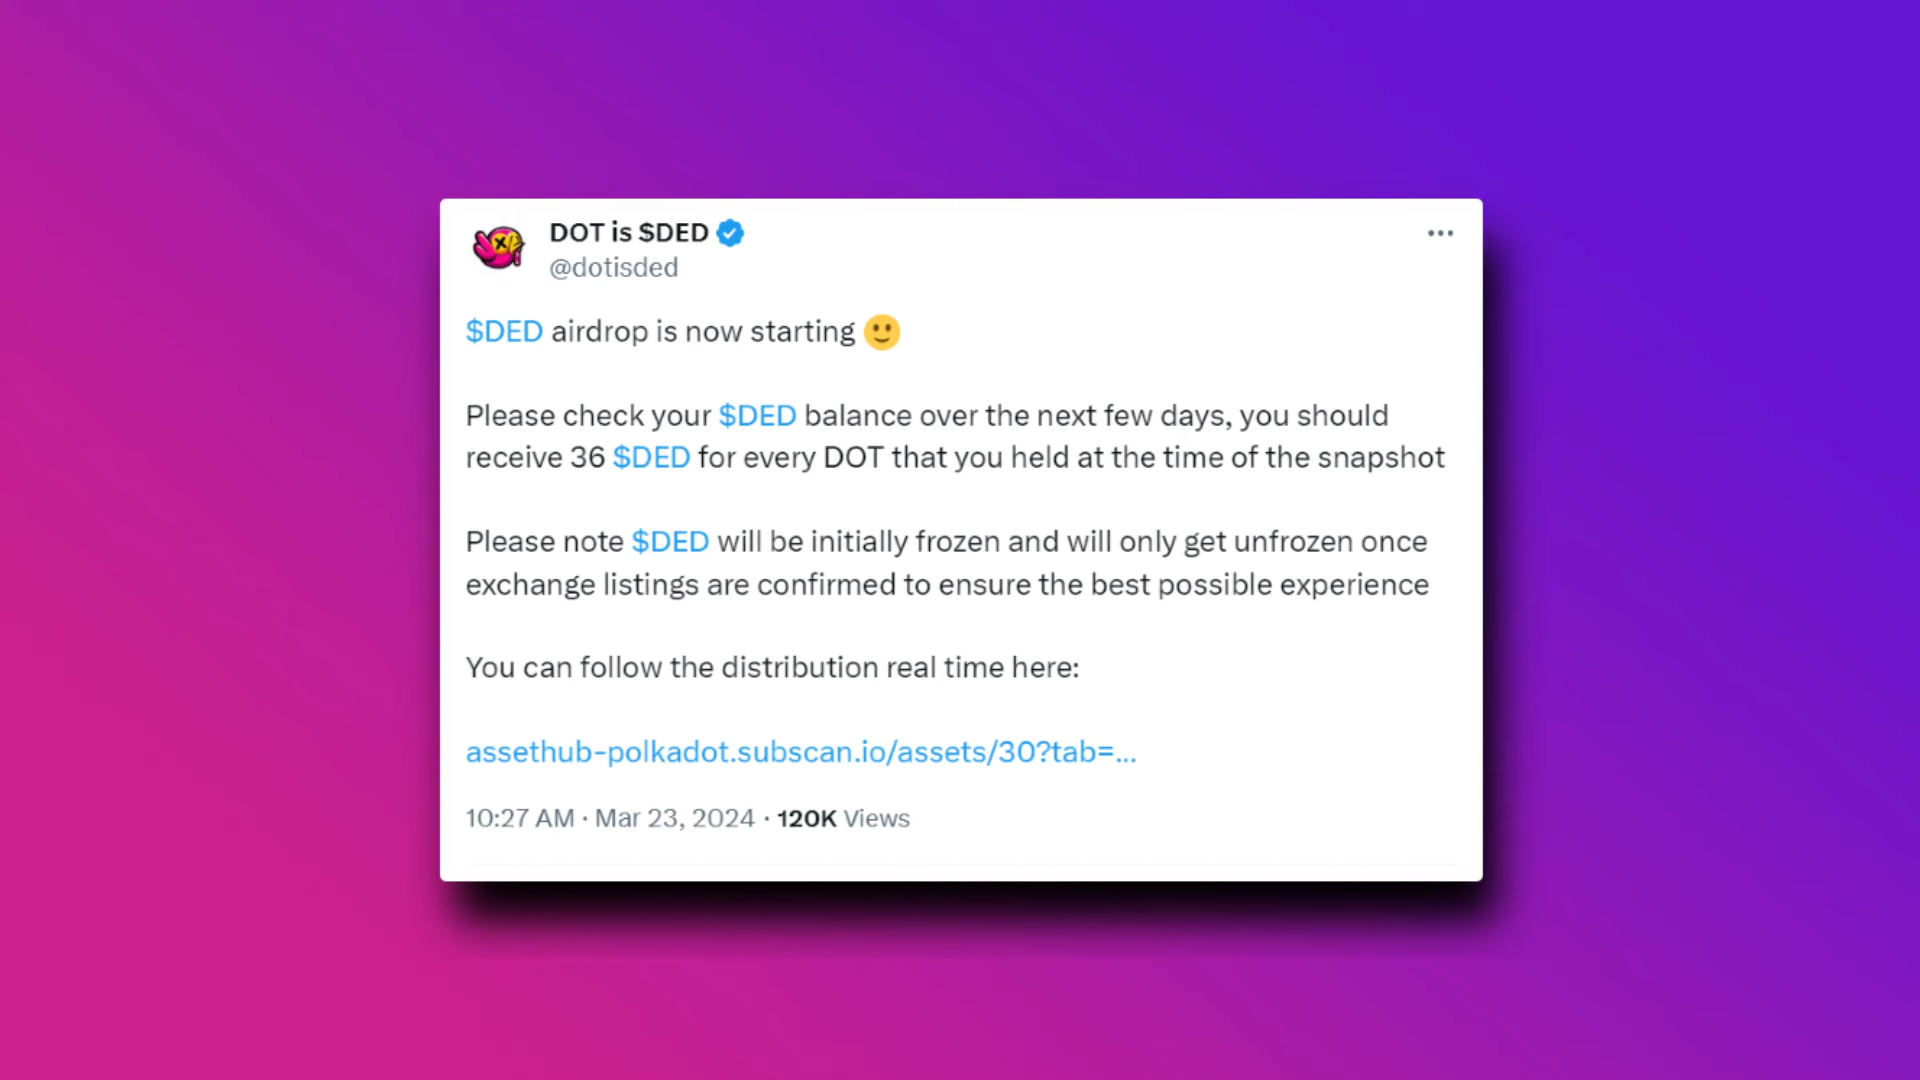 DOT is $DED
@dotisded
$DED airdrop is now starting 🙂
Please check your $DED balance over the next few days, you should
receive 36 $DED for every DOT that you held at the time of the snapshot
Please note $DED will be initially frozen and will only get unfrozen once
exchange listings are confirmed to ensure the best possible experience
You can follow the distribution real time here:
assethub-polkadot.subscan.io/assets/30?tab=...
10:27 AM · Mar 23, 2024 · 120K Views